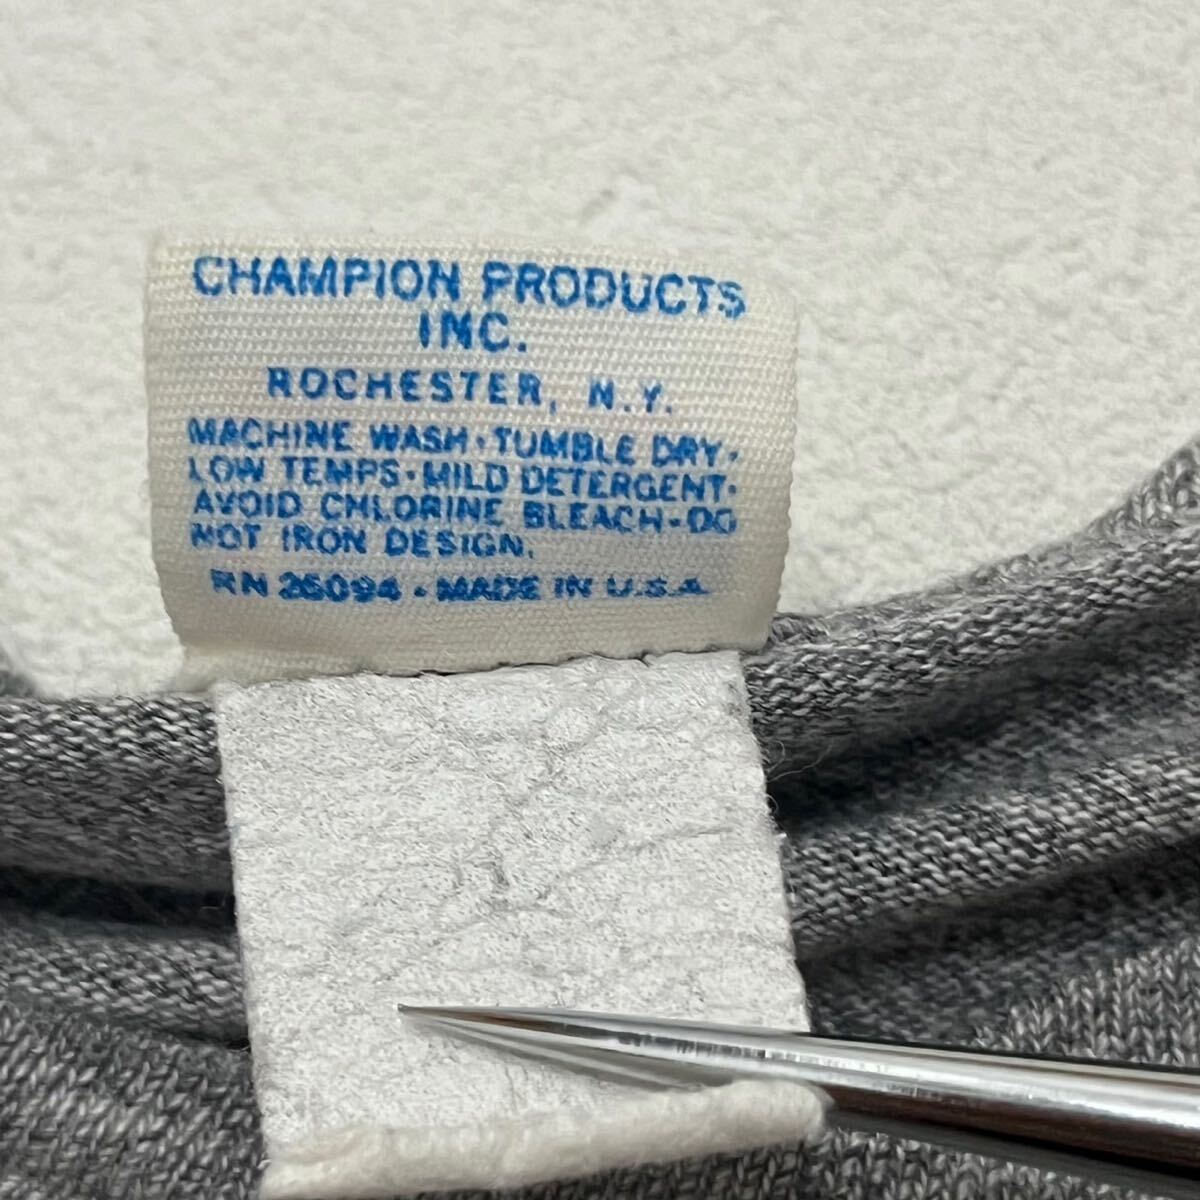 CHAMPION PRODUCTS
INC.
ROCHESTER, N.Y.
MACHINE WASH·TUMBLE DRY·
LOW TEMPS·MILD DETERGENT·
AVOID CHLORINE BLEACH·DO
NOT IRON DESIGN.
RN 26094 · MADE IN U.S.A.